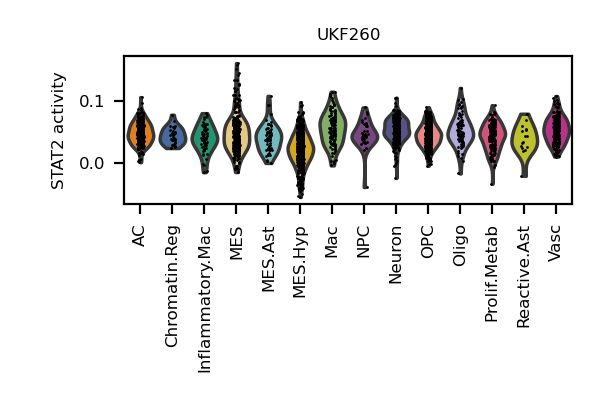 UKF260
STAT2 activity
0.1
0.0
AC
Chromatin.Reg
Inflammatory.Mac
MES
MES.Ast
MES.Hyp
Mac
NPC
Neuron
OPC
Oligo
Prolif.Metab
Reactive.Ast
Vasc